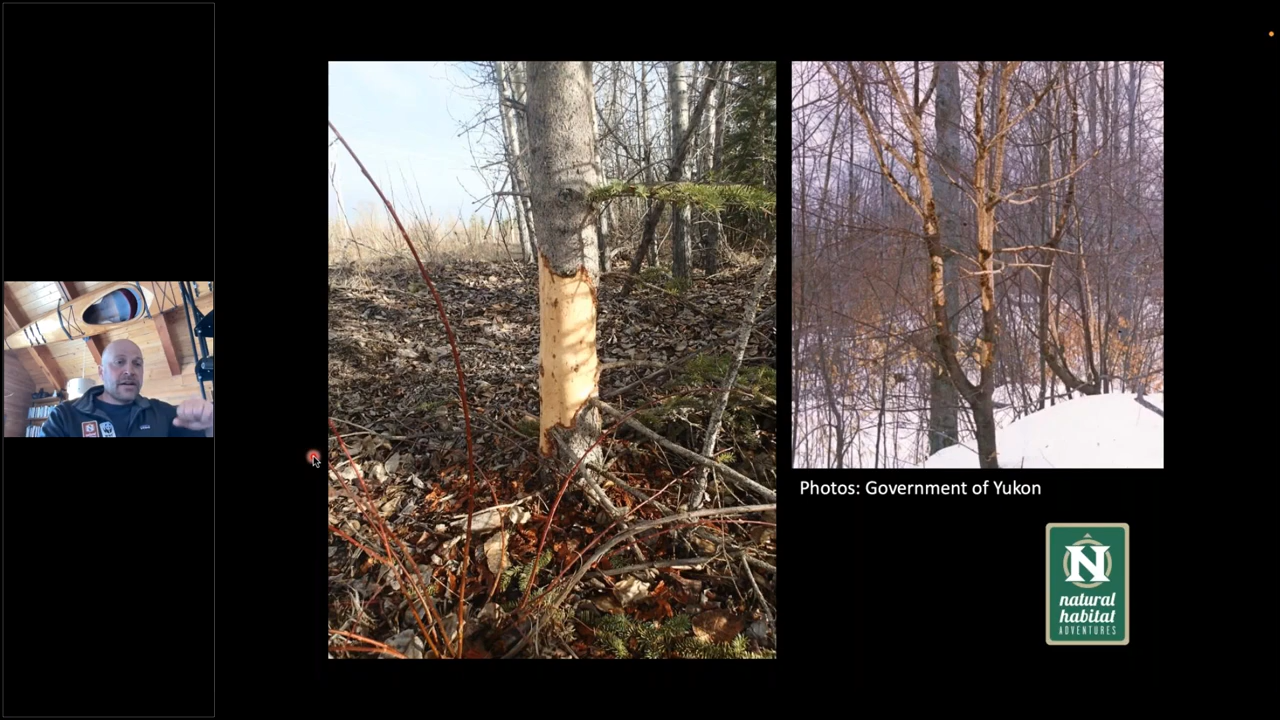 Photos: Government of Yukon
N
natural
habitat
ADVENTURES